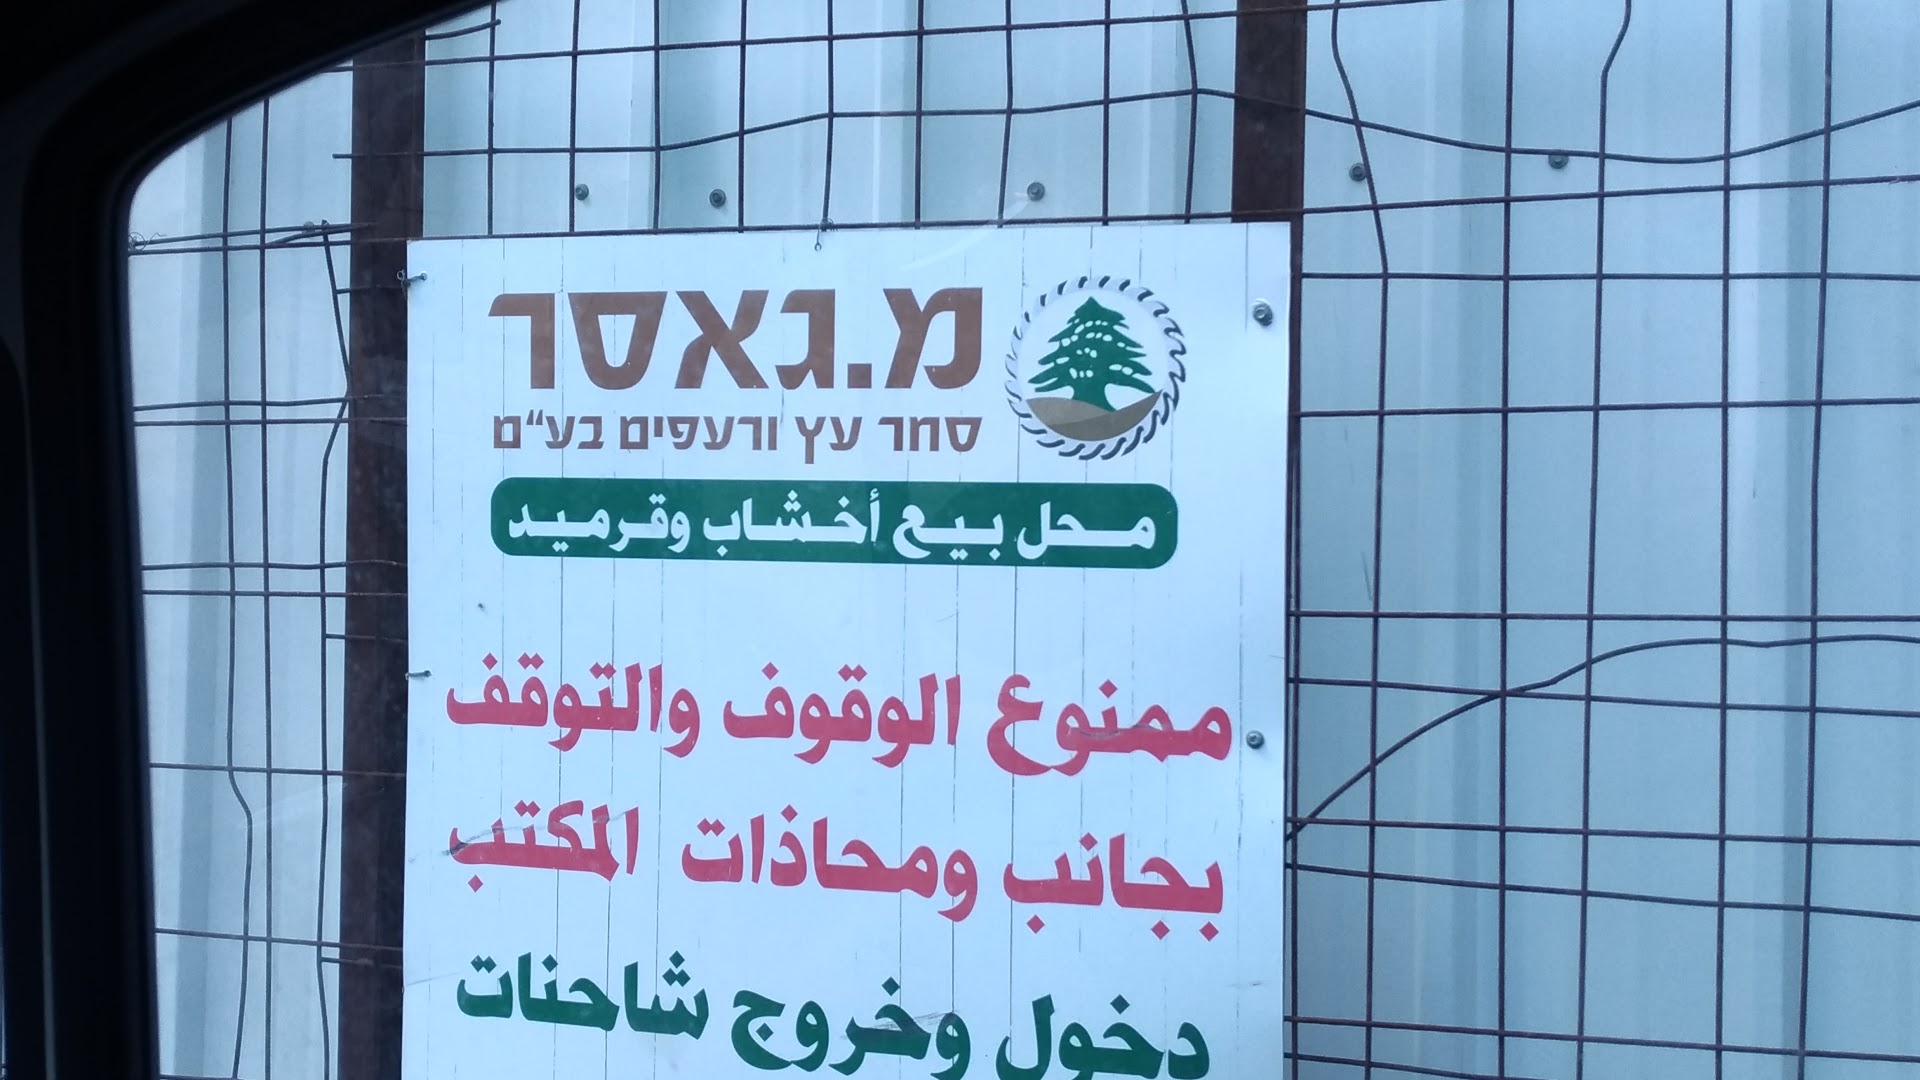 מ.גאסר
סחר עץ ורעפים בע"מ
محل بيع أخشاب وقرميد
ممنوع الوقوف والتوقف
بجانب ومحاذات المكتب
دخول وخروج شاحنات